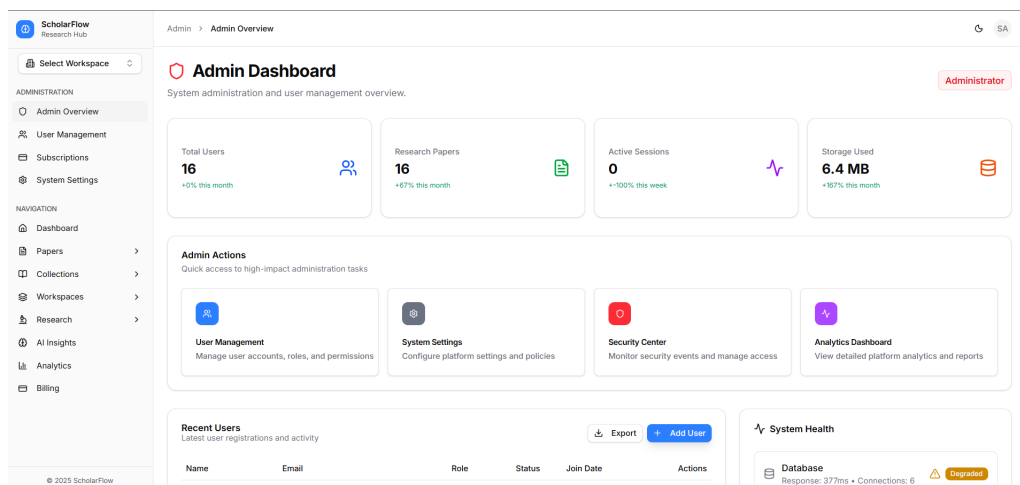 ScholarFlow
Research Hub
Select Workspace
ADMINISTRATION
Admin Overview
User Management
Subscriptions
System Settings
NAVIGATION
Dashboard
Papers
Collections
Workspaces
Research
AI Insights
Analytics
Billing
© 2025 ScholarFlow
Admin > Admin Overview
SA
Admin Dashboard
System administration and user management overview.
Administrator
Total Users
16
+0% this month
Research Papers
16
+67% this month
Active Sessions
0
+-100% this week
Storage Used
6.4 MB
+167% this month
Admin Actions
Quick access to high-impact administration tasks
User Management
Manage user accounts, roles, and permissions
System Settings
Configure platform settings and policies
Security Center
Monitor security events and manage access
Analytics Dashboard
View detailed platform analytics and reports
Recent Users
Latest user registrations and activity
Export
+ Add User
Name Email Role Status Join Date Actions
System Health
Database
Response: 377ms • Connections: 6
Degraded